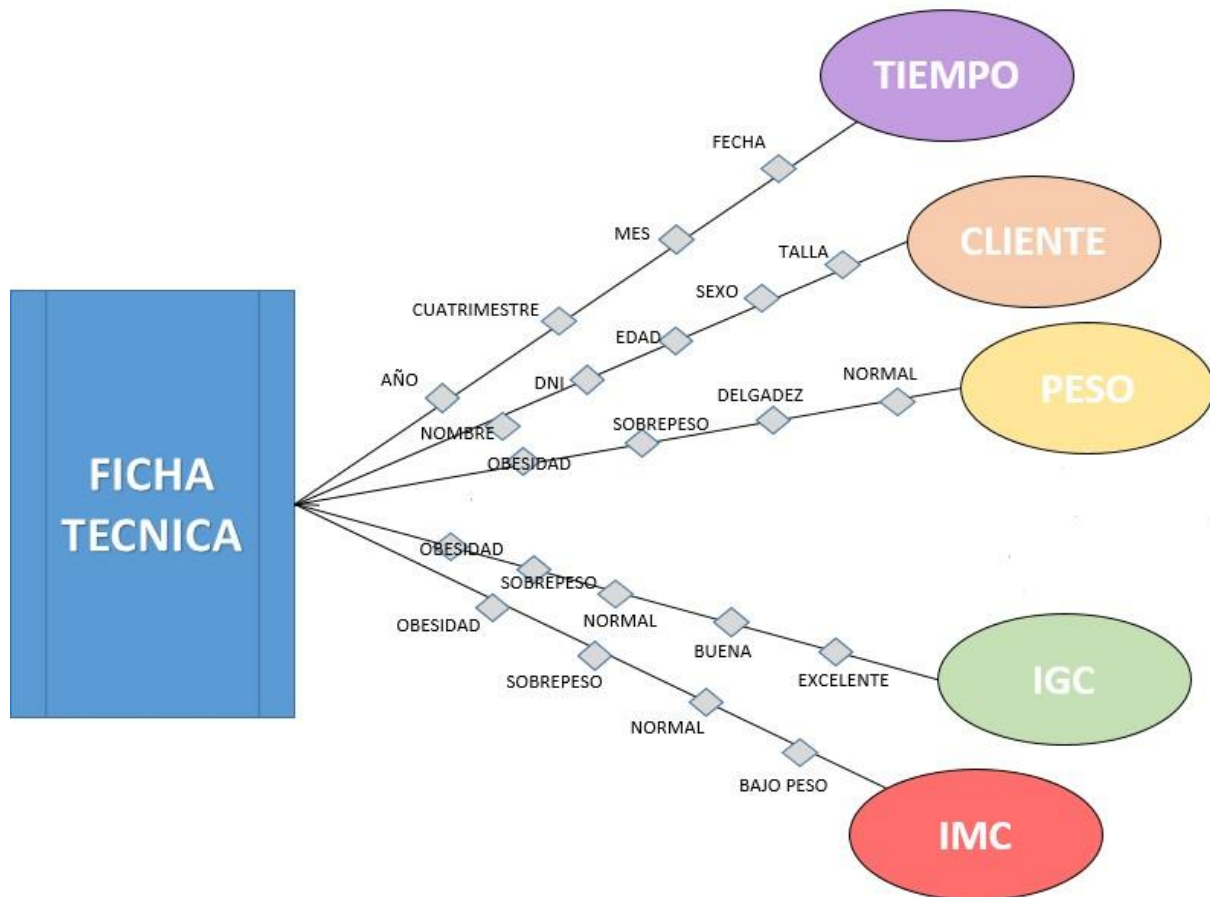 TIEMPO
FECHA
MES
CUATRIMESTRE
AÑO
CLIENTE
TALLA
SEXO
EDAD
DNI
NOMBRE
PESO
NORMAL
DELGADEZ
SOBREPESO
OBESIDAD
FICHA
TECNICA
OBESIDAD
SOBREPESO
NORMAL
BUENA
EXCELENTE
IGC
OBESIDAD
SOBREPESO
NORMAL
BAJO PESO
IMC